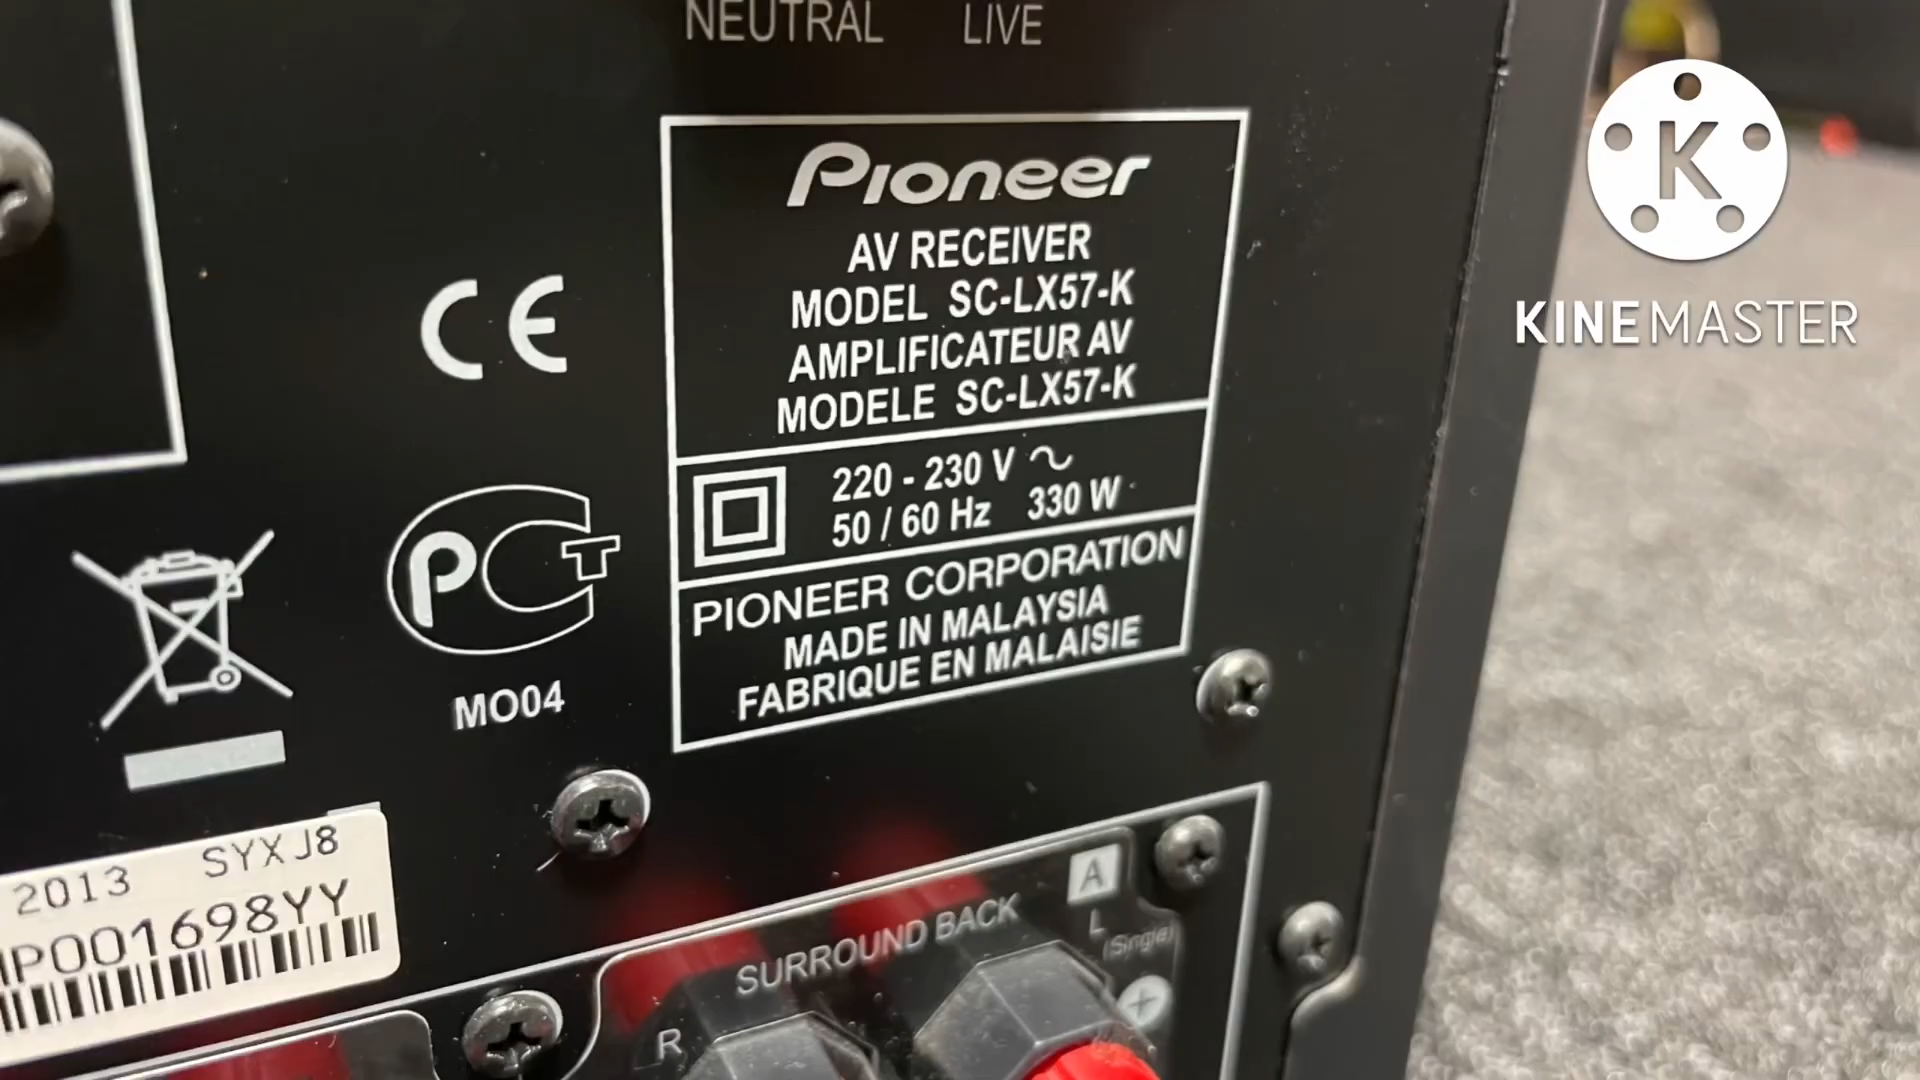 NEUTRAL LIVE
Pioneer
AV RECEIVER
MODEL SC-LX57-K
AMPLIFICATEUR AV
MODELE SC-LX57-K
220 - 230 V ~
50 / 60 Hz 330 W
PIONEER CORPORATION
MADE IN MALAYSIA
FABRIQUE EN MALAISIE
CE
PCT
MO04
2013 SYXJ8
P001698YY
SURROUND BACK
A
L
(Single)
R
+
K
KINEMASTER